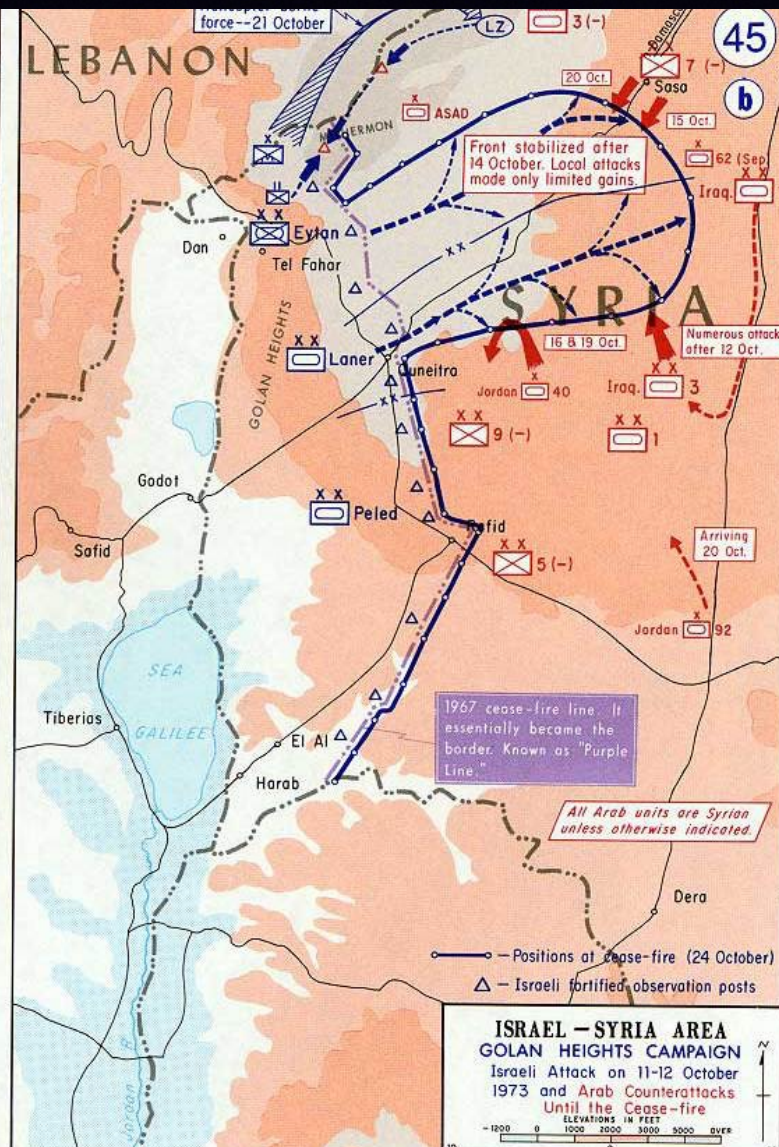 force--21 October
LZ
3 (-)
45
b
LEBANON
Damasc
7 (-)
Sasa
20 Oct.
15 Oct.
ASAD
HERMON
Front stabilized after
14 October. Local attacks
made only limited gains.
62 (Sep)
Iraq.
Eytan
Dan
Tel Fahar
GOLAN HEIGHTS
SYRIA
Laner
Quneitra
16 & 19 Oct.
Numerous attack
after 12 Oct.
Jordan 40
Iraq. 3
9 (-)
1
Godot
Safid
Peled
Rafid
5 (-)
Arriving
20 Oct.
Jordan 92
SEA
GALILEE
Tiberias
El Al
Harab
1967 cease-fire line. It
essentially became the
border. Known as "Purple
Line."
All Arab units are Syrian
unless otherwise indicated.
Dera
— Positions at cease-fire (24 October)
— Israeli fortified observation posts
Jordan R.
ISRAEL — SYRIA AREA
GOLAN HEIGHTS CAMPAIGN
Israeli Attack on 11-12 October
1973 and Arab Counterattacks
Until the Cease-fire
N
ELEVATIONS IN FEET
-1200 0 1000 2000 3000 5000 OVER